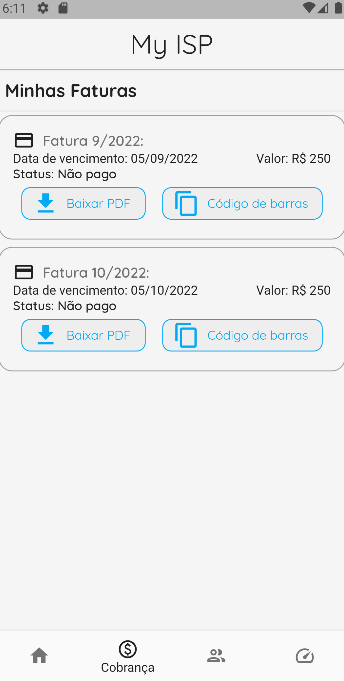 6:11
My ISP
Minhas Faturas
Fatura 9/2022:
Data de vencimento: 05/09/2022 Valor: R$ 250
Status: Não pago
Baixar PDF Código de barras
Fatura 10/2022:
Data de vencimento: 05/10/2022 Valor: R$ 250
Status: Não pago
Baixar PDF Código de barras
Cobrança